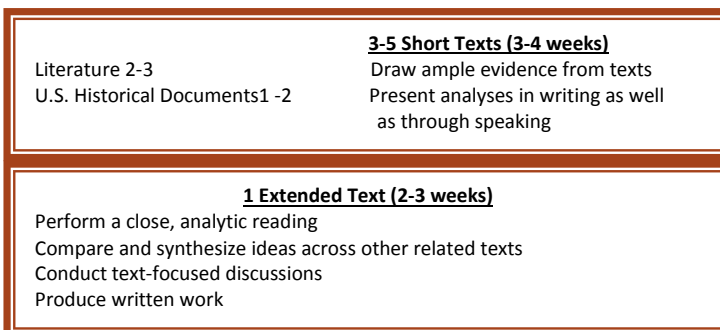 3-5 Short Texts (3-4 weeks)
Literature 2-3 Draw ample evidence from texts
U.S. Historical Documents1 -2 Present analyses in writing as well
as through speaking
1 Extended Text (2-3 weeks)
Perform a close, analytic reading
Compare and synthesize ideas across other related texts
Conduct text-focused discussions
Produce written work